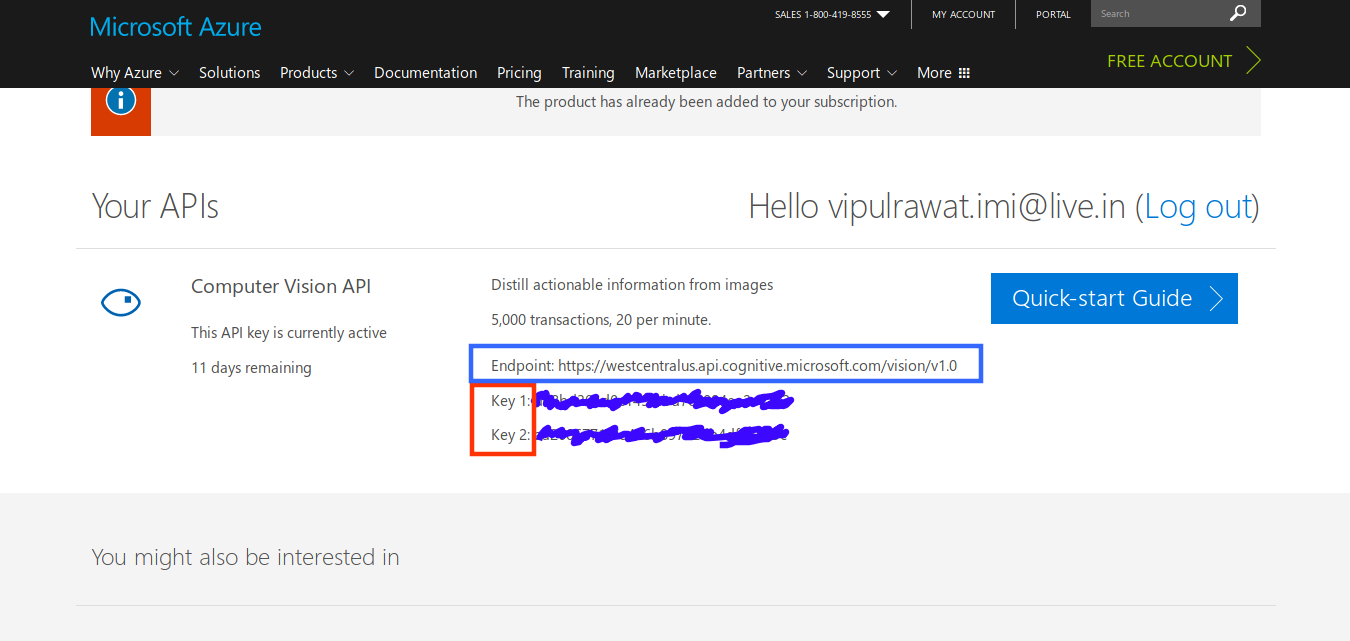 SALES 1-800-419-8555
MY ACCOUNT
PORTAL
Search
Microsoft Azure
FREE ACCOUNT
Why Azure
Solutions
Products
Documentation
Pricing
Training
Marketplace
Partners
Support
More
The product has already been added to your subscription.
Your APIs
Hello vipulrawat.imi@live.in (Log out)
Computer Vision API
This API key is currently active
11 days remaining
Distill actionable information from images
5,000 transactions, 20 per minute.
Endpoint: https://westcentralus.api.cognitive.microsoft.com/vision/v1.0
Key 1:
Key 2:
Quick-start Guide
You might also be interested in